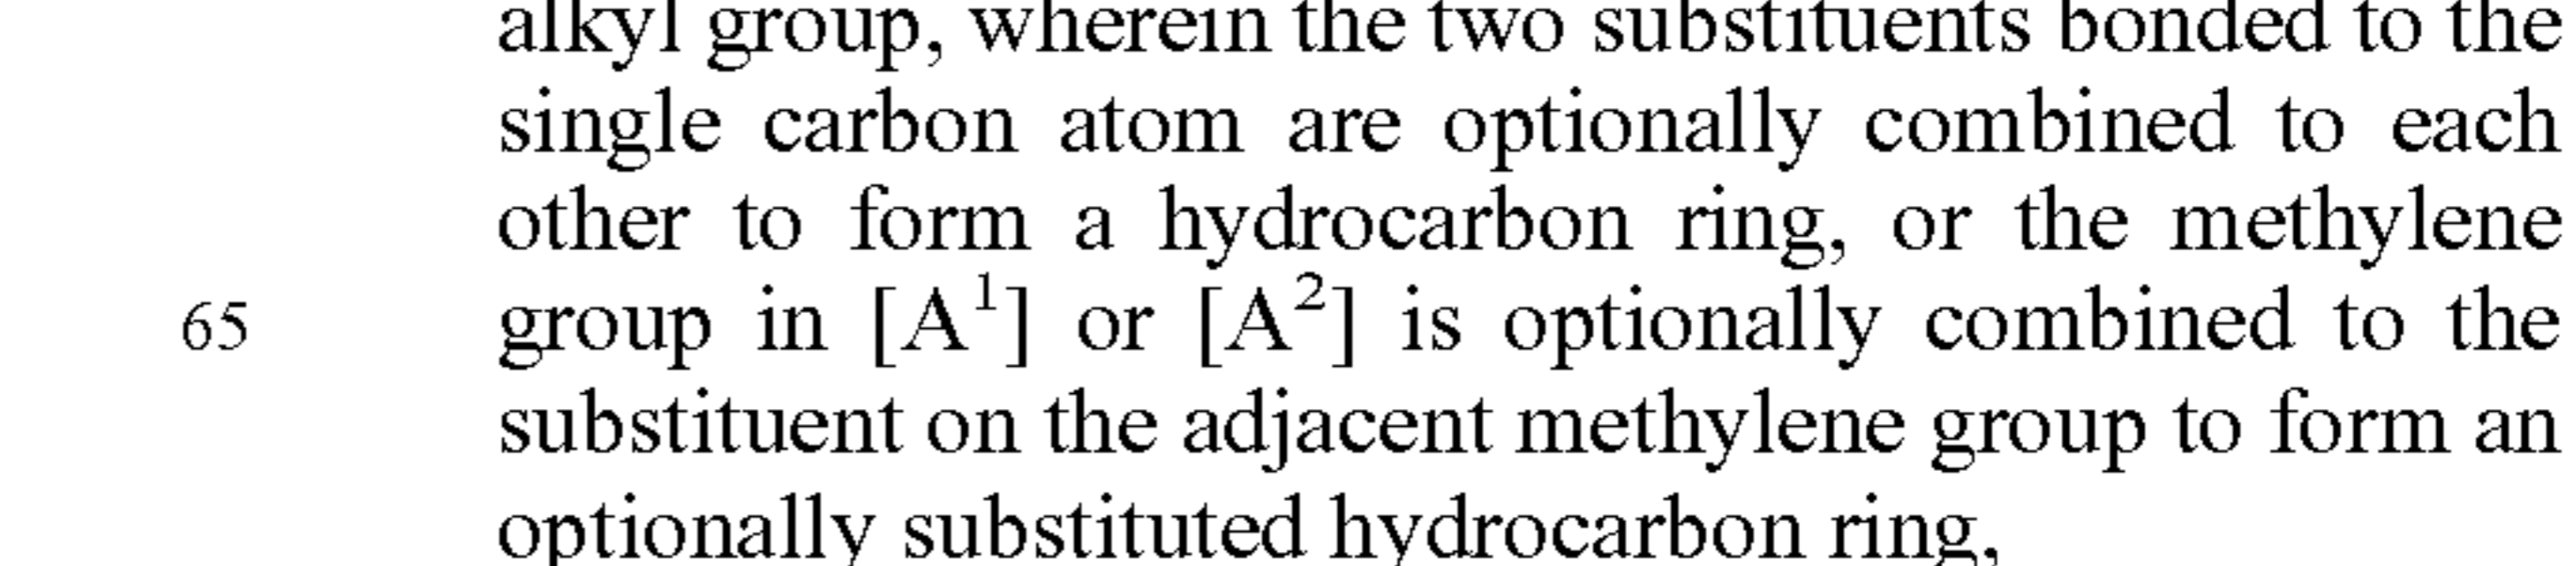 alkyl group, wherein the two substituents bonded to the
single carbon atom are optionally combined to each
other to form a hydrocarbon ring, or the methylene
65 group in [A¹] or [A²] is optionally combined to the
substituent on the adjacent methylene group to form an
optionally substituted hydrocarbon ring,